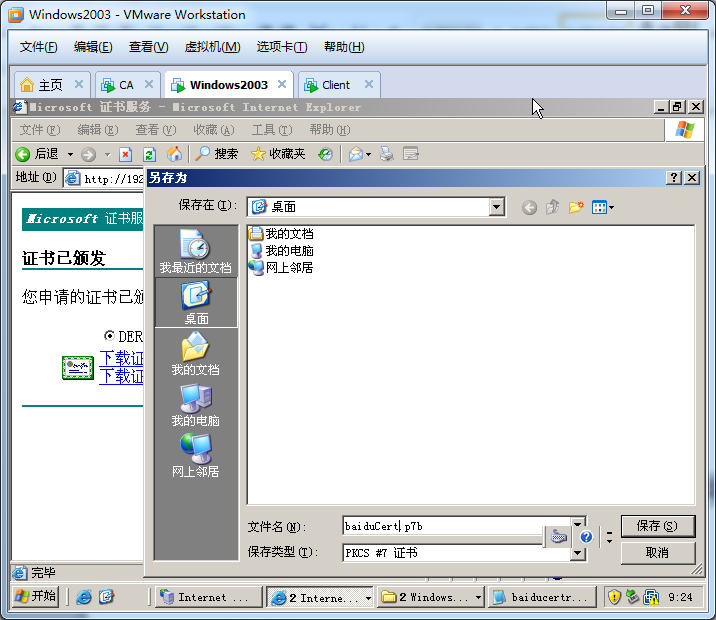 Windows2003 - VMware Workstation
文件(F) 编辑(E) 查看(V) 虚拟机(M) 选项卡(T) 帮助(H)
主页 CA Windows2003 Client
Microsoft 证书服务 - Microsoft Internet Explorer
文件(F) 编辑(E) 查看(V) 收藏(A) 工具(T) 帮助(H)
后退 搜索 收藏夹
地址(D) http://192
另存为
保存在(I): 桌面
Microsoft 证书服
证书已颁发
您申请的证书已颁
DER
下载证
下载证
我最近的文档
桌面
我的文档
我的电脑
网上邻居
我的文档
我的电脑
网上邻居
文件名(N): baiduCert.p7b 保存(S)
保存类型(T): PKCS #7 证书 取消
完毕
开始 Internet ... 2 Interne... 2 Windows... baiducertr... 9:24